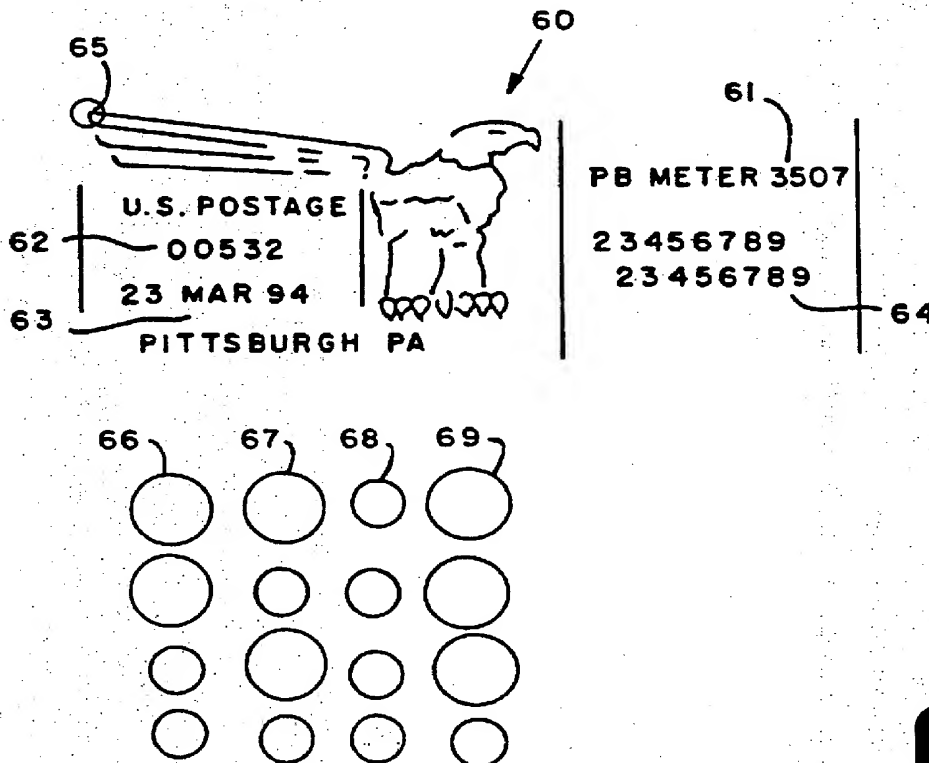 60
65
61
PB METER 3507
U.S. POSTAGE
62
00532
23456789
23456789
23 MAR 94
63
64
PITTSBURGH PA
66 67 68 69